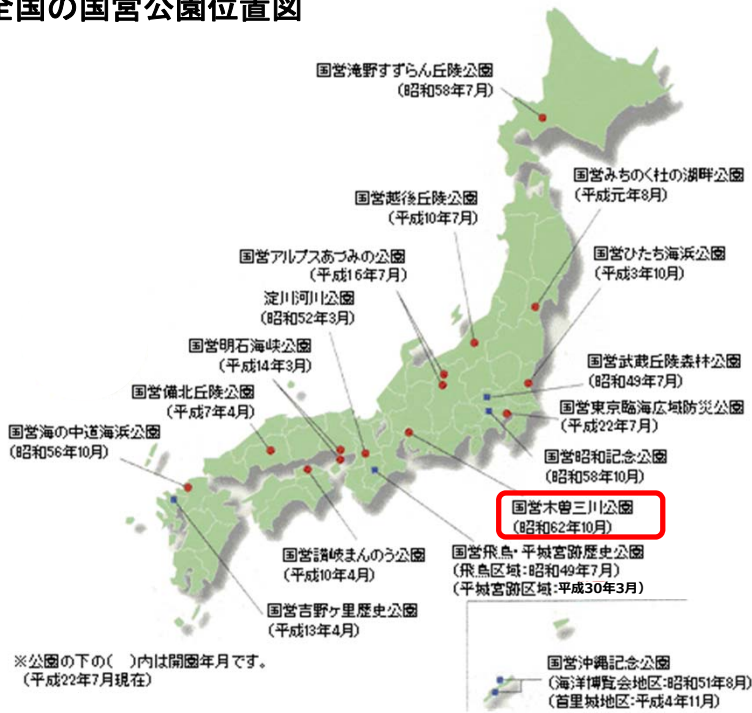 全国の国営公園位置図
国営滝野すずらん丘陵公園
（昭和58年7月）
国営みちのく杜の湖畔公園
（平成元年8月）
国営越後丘陵公園
（平成10年7月）
国営アルプスあづみの公園
（平成16年7月）
国営ひたち海浜公園
（平成3年10月）
淀川河川公園
（昭和52年3月）
国営明石海峡公園
（平成14年3月）
国営武蔵丘陵森林公園
（昭和49年7月）
国営備北丘陵公園
（平成7年4月）
国営東京臨海広域防災公園
（平成22年7月）
国営海の中道海浜公園
（昭和56年10月）
国営昭和記念公園
（昭和58年10月）
国営木曽三川公園
（昭和62年10月）
国営讃岐まんのう公園
（平成10年4月）
国営飛鳥・平城宮跡歴史公園
（飛鳥区域：昭和49年7月）
（平城宮跡区域：平成30年3月）
国営吉野ヶ里歴史公園
（平成13年4月）
※公園の下の（　）内は開園年月です。
（平成22年7月現在）
国営沖縄記念公園
（海洋博覧会地区：昭和51年8月）
（首里城地区：平成4年11月）